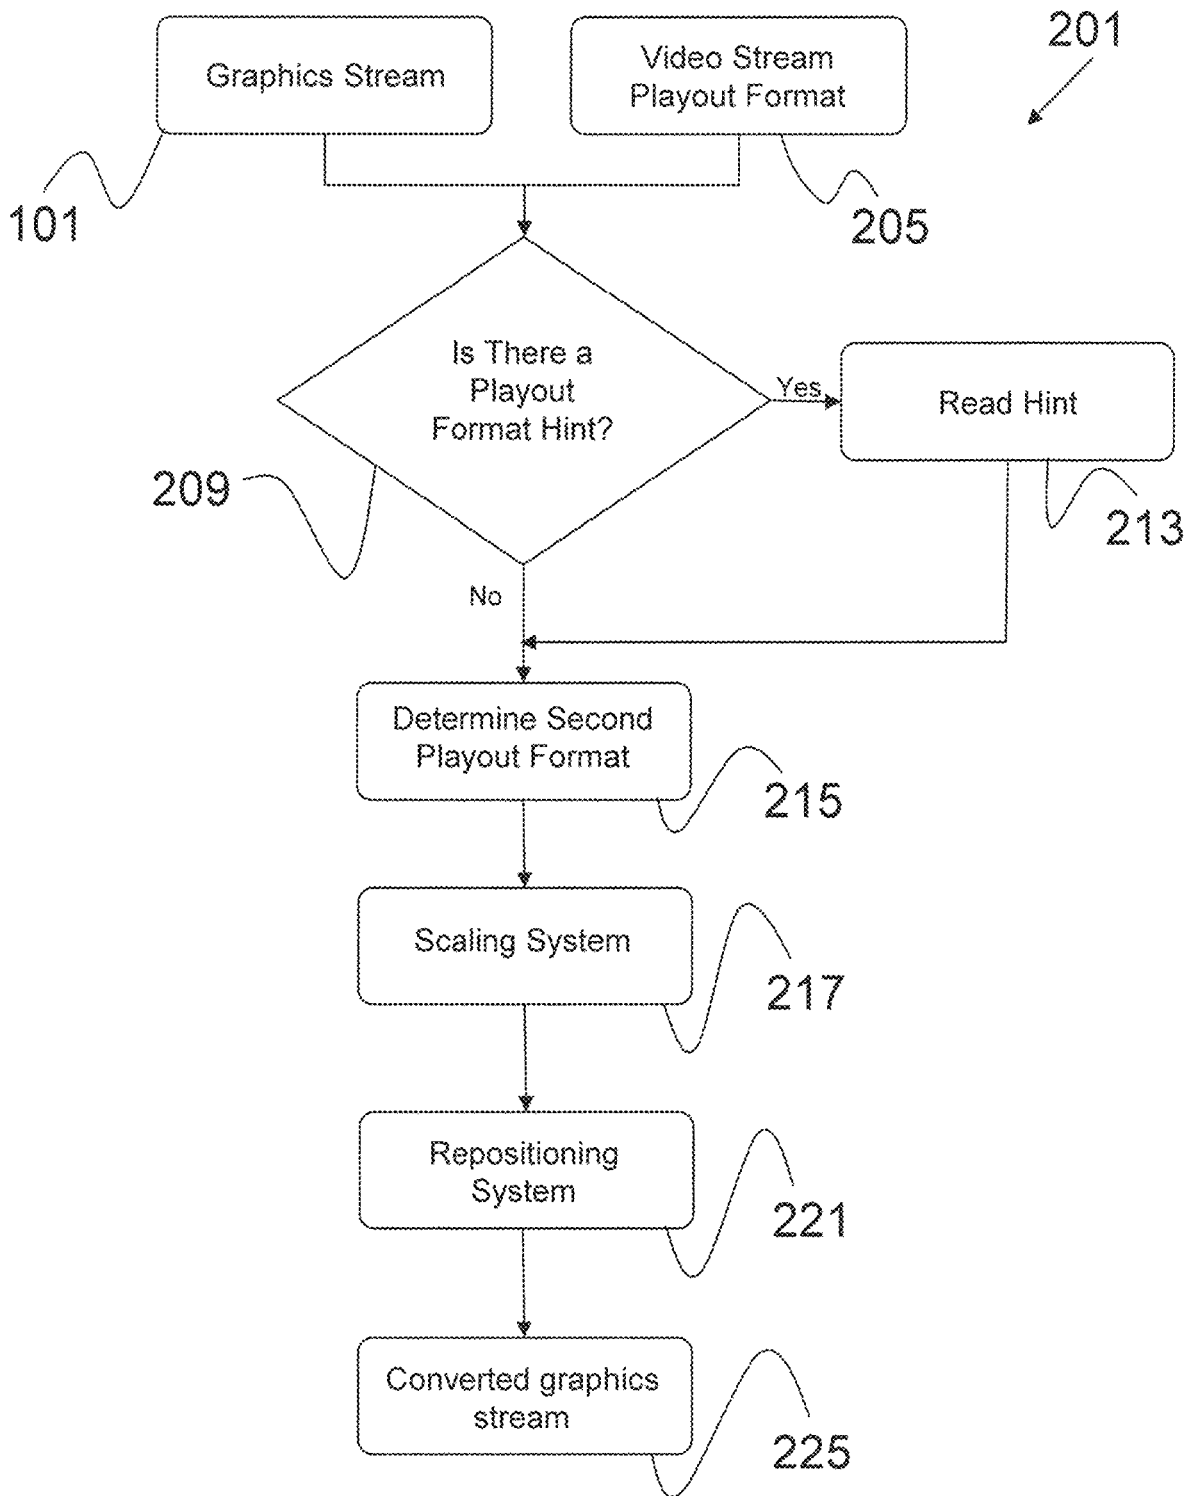 201
Graphics Stream
Video Stream
Playout Format
101
205
Is There a
Playout
Format Hint?
Yes
Read Hint
209
213
No
Determine Second
Playout Format
215
Scaling System
217
Repositioning
System
221
Converted graphics
stream
225